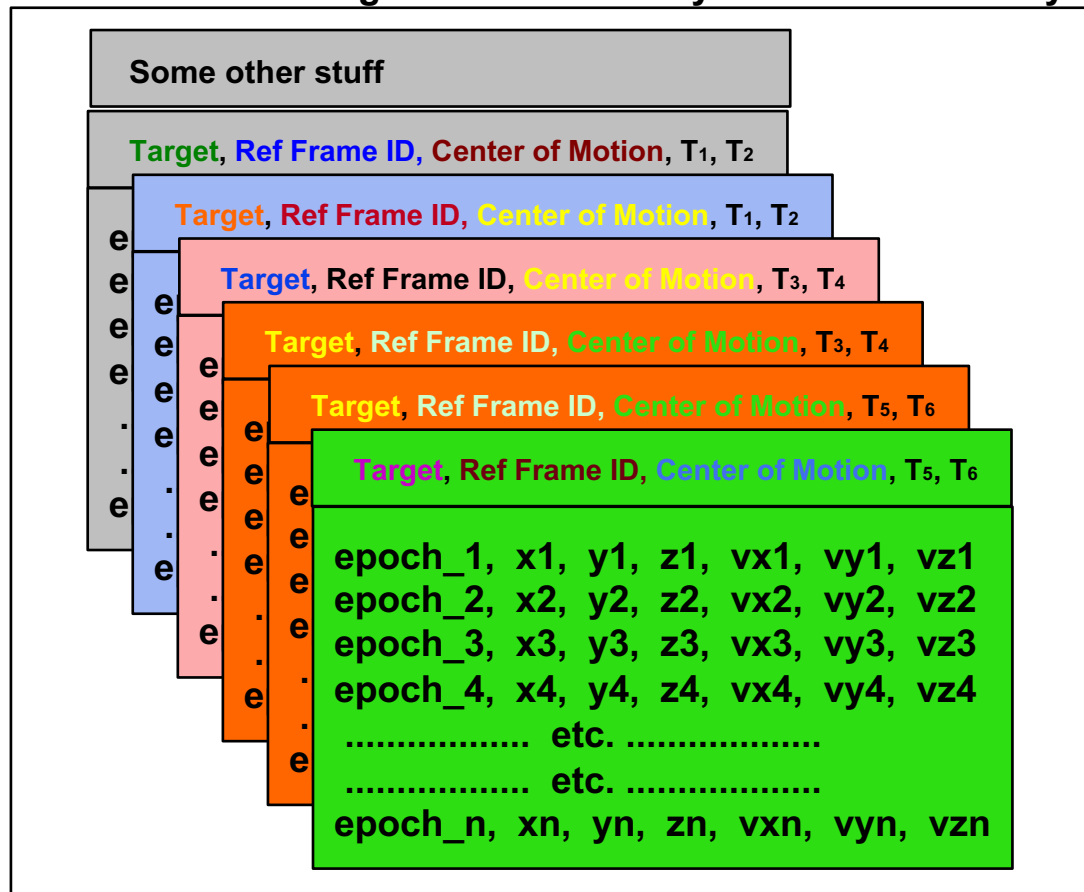 Some other stuff
Target, Ref Frame ID, Center of Motion, T1, T2
Target, Ref Frame ID, Center of Motion, T1, T2
Target, Ref Frame ID, Center of Motion, T3, T4
Target, Ref Frame ID, Center of Motion, T3, T4
Target, Ref Frame ID, Center of Motion, T5, T6
Target, Ref Frame ID, Center of Motion, T5, T6
epoch_1, x1, y1, z1, vx1, vy1, vz1
epoch_2, x2, y2, z2, vx2, vy2, vz2
epoch_3, x3, y3, z3, vx3, vy3, vz3
epoch_4, x4, y4, z4, vx4, vy4, vz4
.................. etc. ...................
.................. etc. ...................
epoch_n, xn, yn, zn, vxn, vyn, vzn